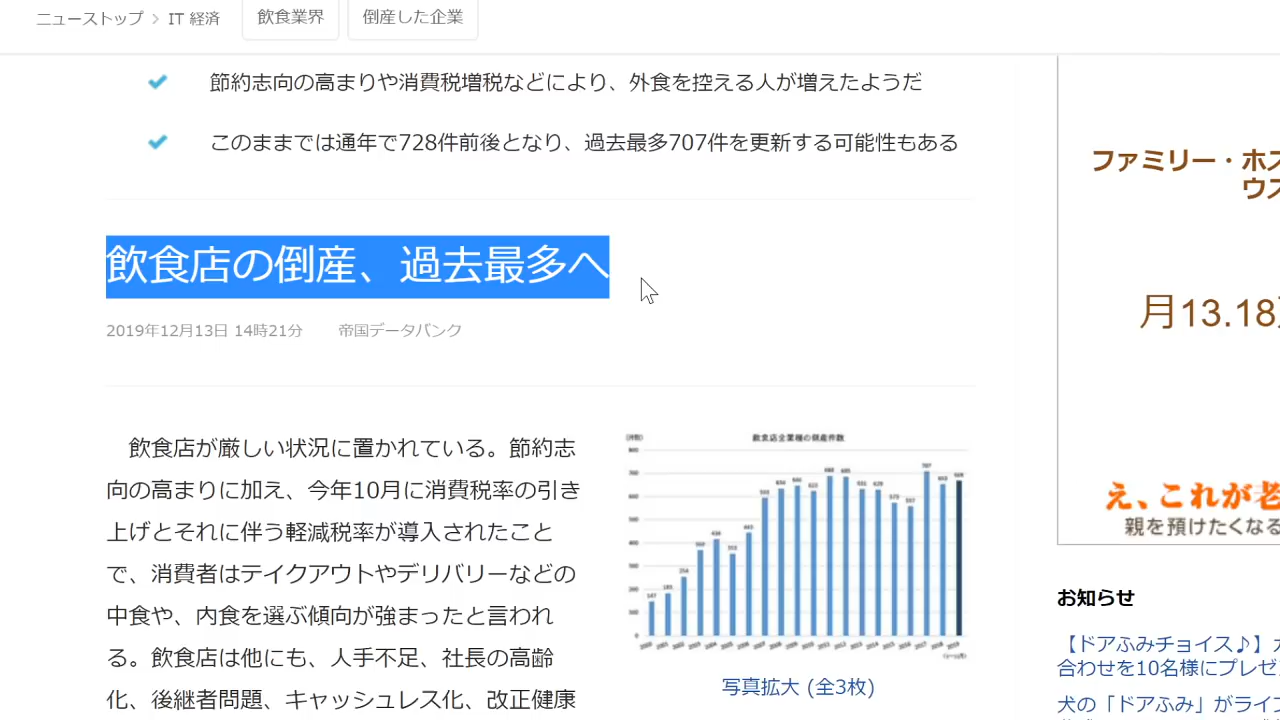 ニューストップ > IT 経済
飲食業界
倒産した企業
節約志向の高まりや消費税増税などにより、外食を控える人が増えたようだ
このままでは通年で728件前後となり、過去最多707件を更新する可能性もある
飲食店の倒産、過去最多へ
2019年12月13日 14時21分
帝国データバンク
飲食店が厳しい状況に置かれている。節約志
向の高まりに加え、今年10月に消費税率の引き
上げとそれに伴う軽減税率が導入されたこと
で、消費者はテイクアウトやデリバリーなどの
中食や、内食を選ぶ傾向が強まったと言われ
る。飲食店は他にも、人手不足、社長の高齢
化、後継者問題、キャッシュレス化、改正健康
飲食店企業種の倒産件数
写真拡大 (全3枚)
ファミリー・ホス
ウス
月13.18
え、これが老
親を預けたくなる
お知らせ
【ドアふみチョイス♪】
合わせを10名様にプレゼ
犬の「ドアふみ」がライフ